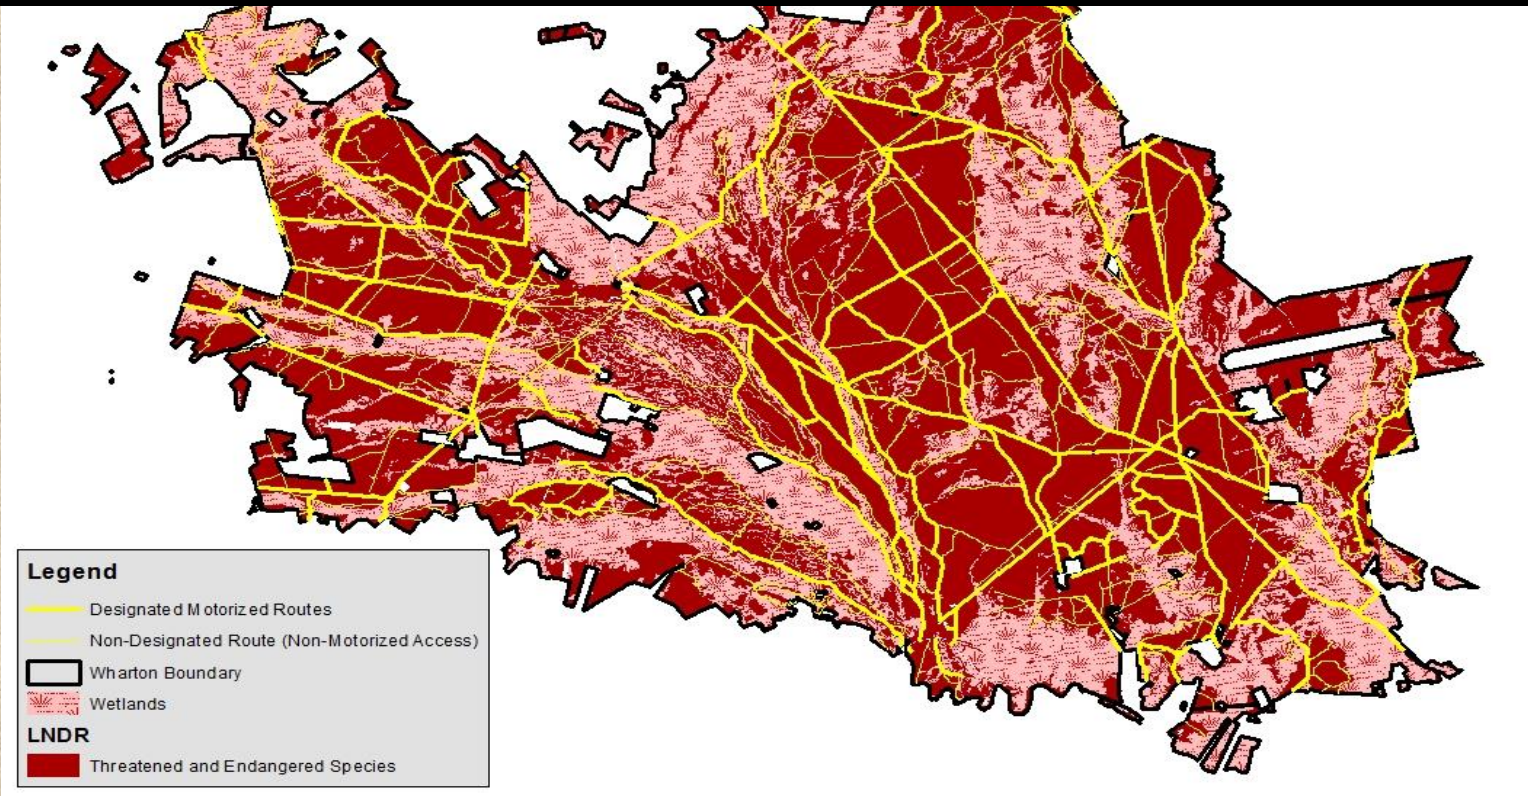 Legend
Designated Motorized Routes
Non-Designated Route (Non-Motorized Access)
Wharton Boundary
Wetlands
LNDR
Threatened and Endangered Species